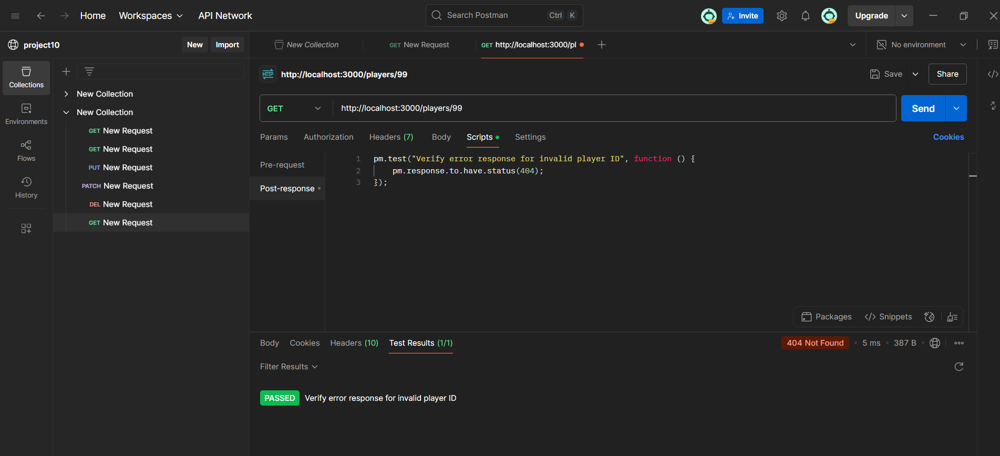 Home Workspaces API Network Search Postman Ctrl K Invite Upgrade
project10 New Import New Collection GET New Request GET http://localhost:3000/pl No environment
Collections
Environments
Flows
History
New Collection
New Collection
GET New Request
GET New Request
PUT New Request
PATCH New Request
DEL New Request
GET New Request
HTTP http://localhost:3000/players/99 Save Share
GET http://localhost:3000/players/99 Send
Params Authorization Headers (7) Body Scripts Settings Cookies
Pre-request
Post-response
1 pm.test("Verify error response for invalid player ID", function () {
2 pm.response.to.have.status(404);
3 });
Packages </> Snippets
Body Cookies Headers (10) Test Results (1/1) 404 Not Found 5 ms 387 B
Filter Results
PASSED Verify error response for invalid player ID